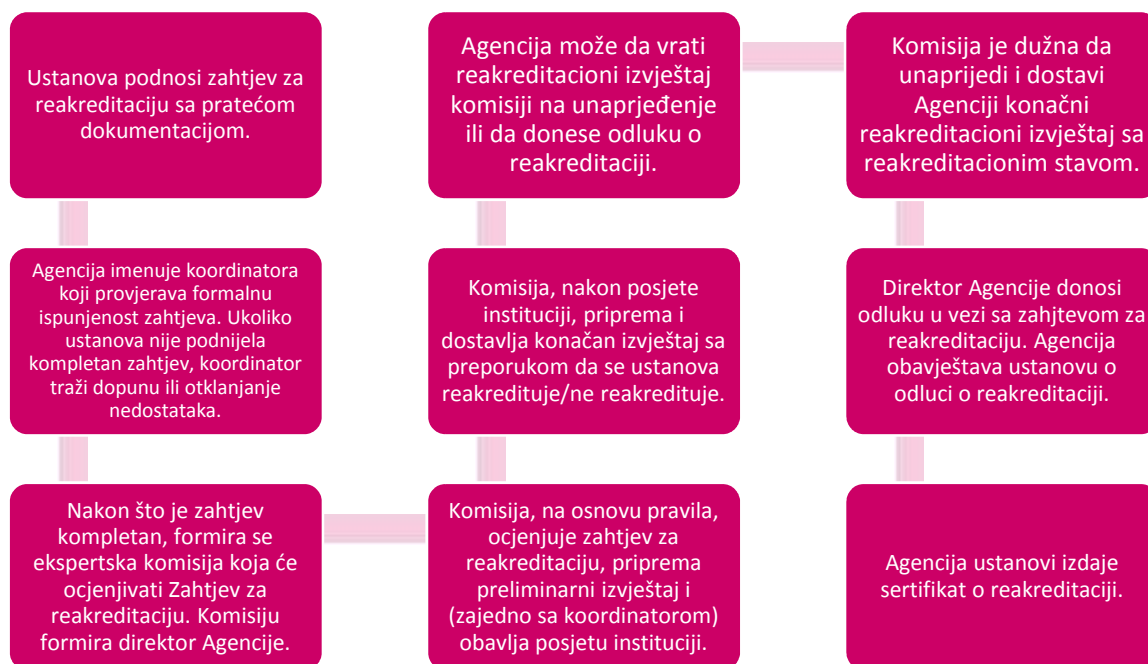 Ustanova podnosi zahtjev za
reakreditaciju sa pratećom
dokumentacijom.
Agencija imenuje koordinatora
koji provjerava formalnu
ispunjenost zahtjeva. Ukoliko
ustanova nije podnijela
kompletan zahtjev, koordinator
traži dopunu ili otklanjanje
nedostataka.
Nakon što je zahtjev
kompletan, formira se
ekspertska komisija koja će
ocjenjivati Zahtjev za
reakreditaciju. Komisiju
formira direktor Agencije.
Komisija, na osnovu pravila,
ocjenjuje zahtjev za
reakreditaciju, priprema
preliminarni izvještaj i
(zajedno sa koordinatorom)
obavlja posjetu instituciji.
Komisija, nakon posjete
instituciji, priprema i
dostavlja konačan izvještaj sa
preporukom da se ustanova
reakredituje/ne reakredituje.
Agencija može da vrati
reakreditacioni izvještaj
komisiji na unaprjeđenje
ili da donese odluku o
reakreditaciji.
Komisija je dužna da
unaprijedi i dostavi
Agenciji konačni
reakreditacioni izvještaj sa
reakreditacionim stavom.
Direktor Agencije donosi
odluku u vezi sa zahjtevom za
reakreditaciju. Agencija
obavještava ustanovu o
odluci o reakreditaciji.
Agencija ustanovi izdaje
sertifikat o reakreditaciji.